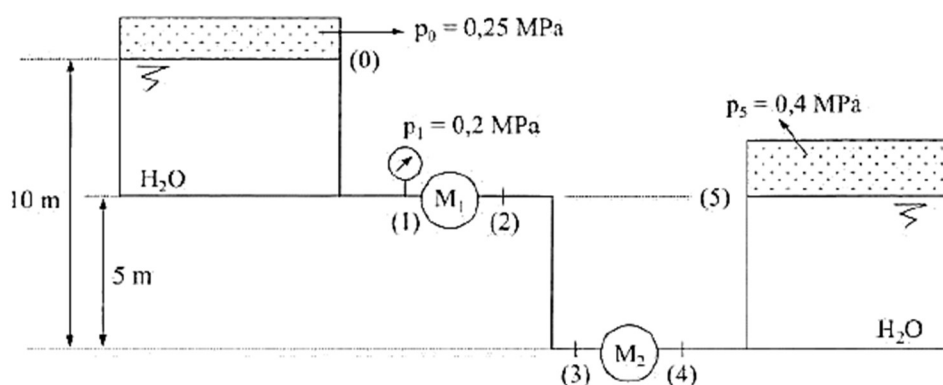 p₀ = 0,25 MPa
(0)
p₁ = 0,2 MPa
p₅ = 0,4 MPa
H₂O
10 m
M₁
(1)
(2)
(5)
5 m
H₂O
M₂
(3)
(4)